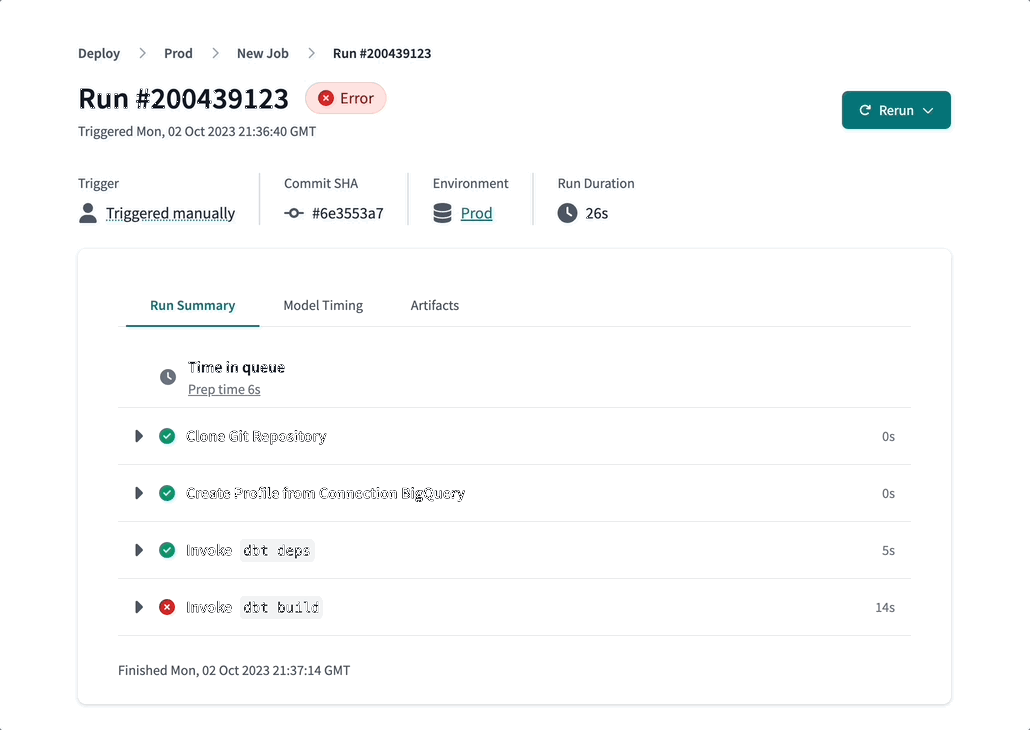 Deploy Prod New Job Run #200439123
Run #200439123 Error
Triggered Mon, 02 Oct 2023 21:36:40 GMT
Rerun
Trigger Commit SHA Environment Run Duration
Triggered manually #6e3553a7 Prod 26s
Run Summary Model Timing Artifacts
Time in queue
Prep time 6s
Clone Git Repository 0s
Create Profile from Connection BigQuery 0s
Invoke dbt deps 5s
Invoke dbt build 14s
Finished Mon, 02 Oct 2023 21:37:14 GMT